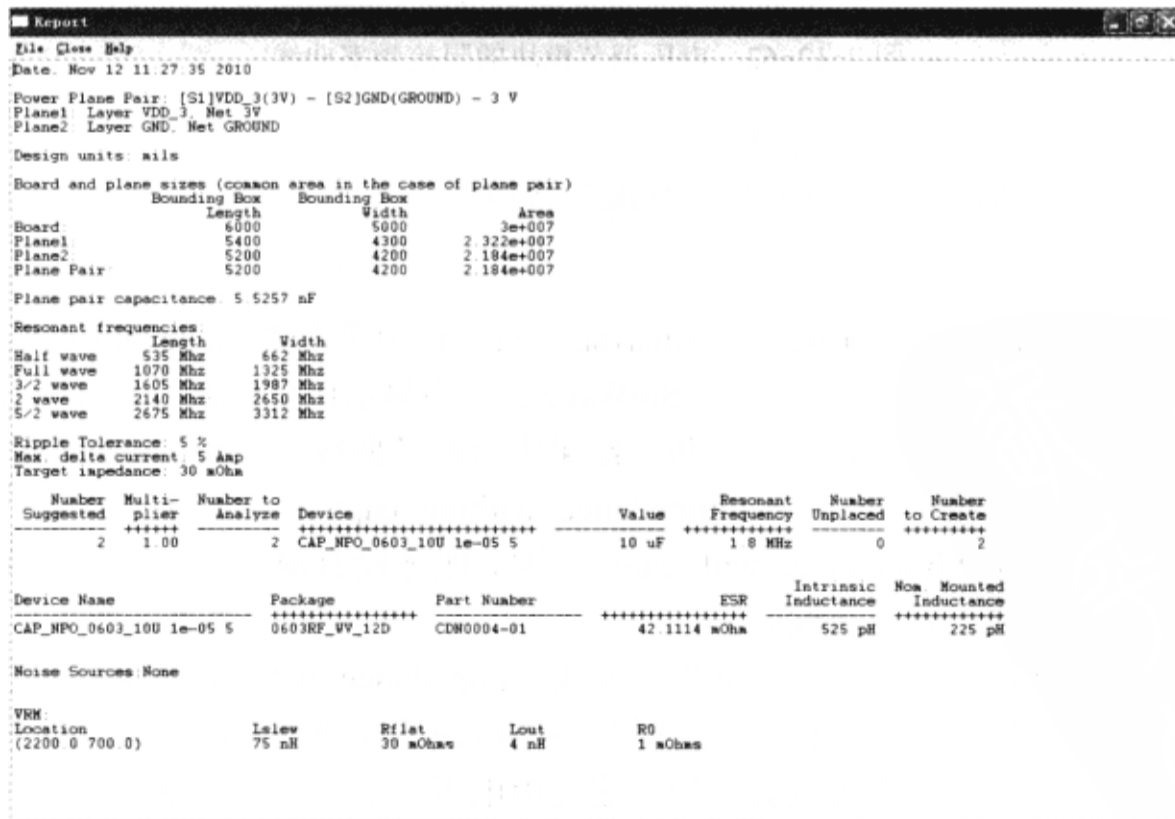 Report
File Close Help
Date. Nov 12 11.27.35 2010
Power Plane Pair: [S1]VDD_3(3V) - [S2]GND(GROUND) - 3 V
Plane1: Layer VDD_3, Net 3V
Plane2: Layer GND, Net GROUND
Design units: mils
Board and plane sizes (common area in the case of plane pair)
Bounding Box Bounding Box
Length Width Area
Board: 6000 5000 3e+007
Plane1: 5400 4300 2.322e+007
Plane2: 5200 4200 2.184e+007
Plane Pair: 5200 4200 2.184e+007
Plane pair capacitance: 5.5257 nF
Resonant frequencies:
Length Width
Half wave 535 Mhz 662 Mhz
Full wave 1070 Mhz 1325 Mhz
3/2 wave 1605 Mhz 1987 Mhz
2 wave 2140 Mhz 2650 Mhz
5/2 wave 2675 Mhz 3312 Mhz
Ripple Tolerance: 5 %
Max. delta current: 5 Amp
Target impedance: 30 mOhm
Number Multi- Number to Resonant Number Number
Suggested plier Analyze Device Value Frequency Unplaced to Create
---------- ++++++ --------- ++++++++++++++++++++++++++ ------------ +++++++++++ --------- +++++++++
2 1.00 2 CAP_NPO_0603_10U 1e-05 5 10 uF 1.8 MHz 0 2
Intrinsic Nom. Mounted
Device Name Package Part Number ESR Inductance Inductance
-------------------------- ++++++++++++++++ ---------------- +++++++++++++++ ------------ ++++++++++++
CAP_NPO_0603_10U 1e-05 5 0603RF_WV_12D CDN0004-01 42.1114 mOhm 525 pH 225 pH
Noise Sources:None
VRM:
Location Lslew Rflat Lout R0
(2200.0 700.0) 75 nH 30 mOhms 4 nH 1 mOhms